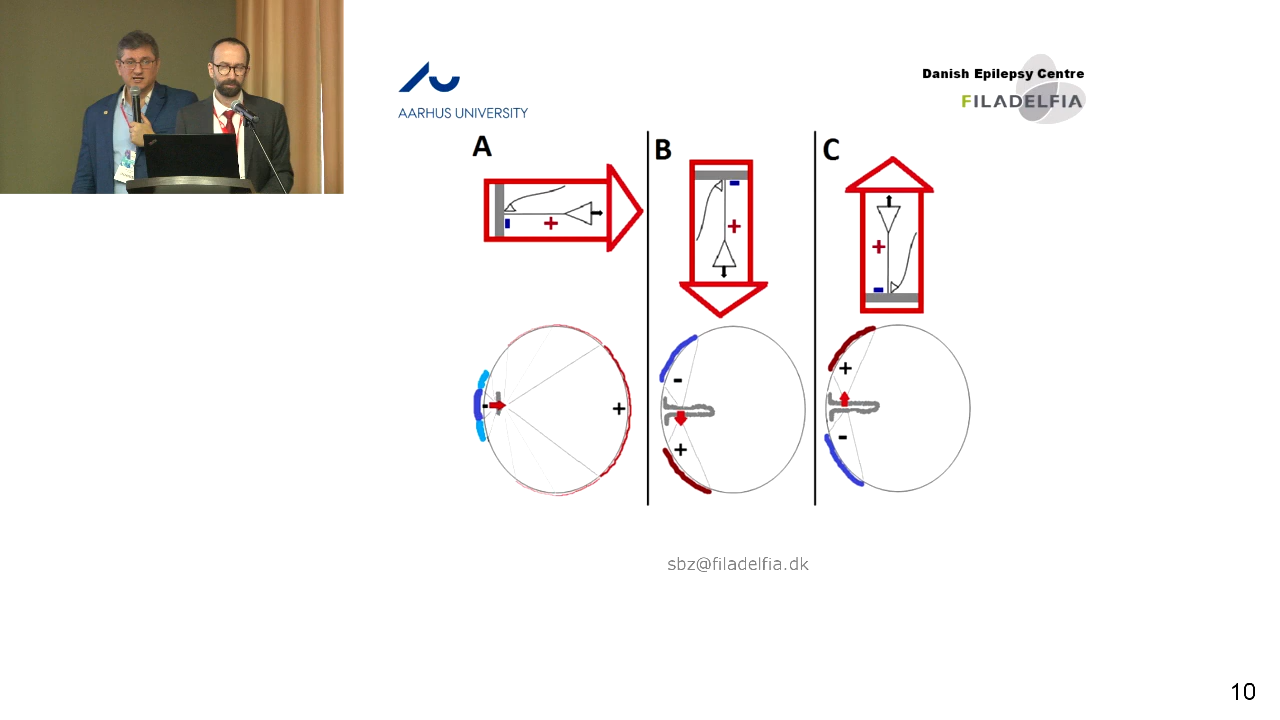 AARHUS UNIVERSITY
Danish Epilepsy Centre
FILADELFIA
A
B
C
+
+
+
-
+
-
+
+
-
sbz@filadelfia.dk
10